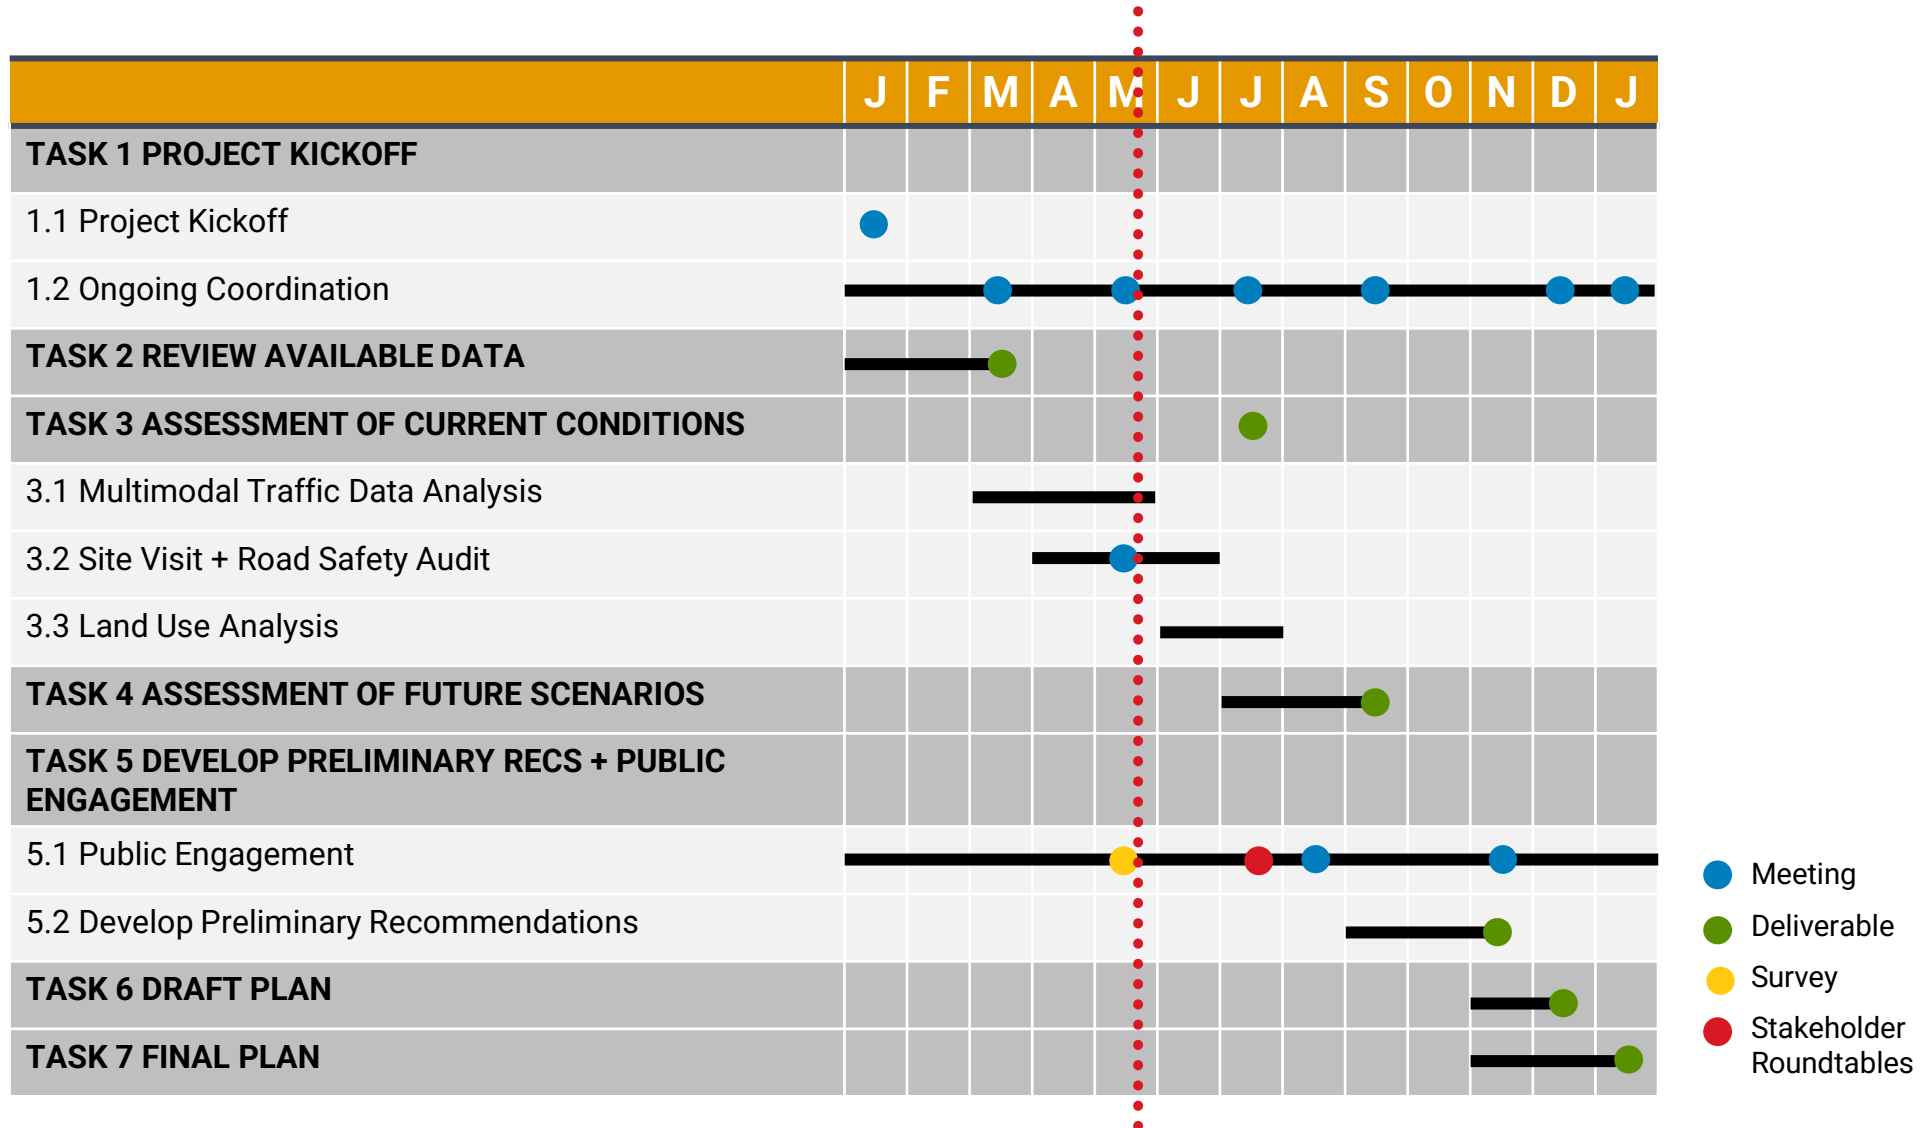 J F M A M J J A S O N D J
TASK 1 PROJECT KICKOFF
1.1 Project Kickoff
1.2 Ongoing Coordination
TASK 2 REVIEW AVAILABLE DATA
TASK 3 ASSESSMENT OF CURRENT CONDITIONS
3.1 Multimodal Traffic Data Analysis
3.2 Site Visit + Road Safety Audit
3.3 Land Use Analysis
TASK 4 ASSESSMENT OF FUTURE SCENARIOS
TASK 5 DEVELOP PRELIMINARY RECS + PUBLIC
ENGAGEMENT
5.1 Public Engagement
5.2 Develop Preliminary Recommendations
TASK 6 DRAFT PLAN
TASK 7 FINAL PLAN
Meeting
Deliverable
Survey
Stakeholder
Roundtables